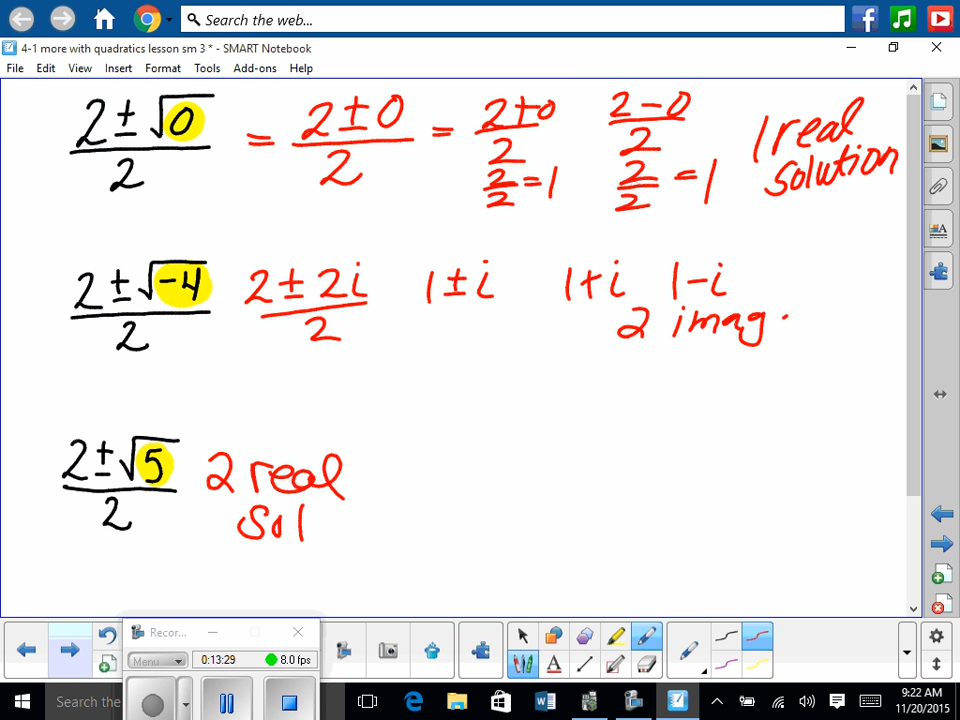 Search the web...
4-1 more with quadratics lesson sm 3 * - SMART Notebook
File Edit View Insert Format Tools Add-ons Help
2 ± √0 / 2 = 2 ± 0 / 2 = 2 + 0 / 2 2 - 0 / 2 1 real solution
2/2 = 1 2/2 = 1
2 ± √-4 / 2 2 ± 2i / 2 1 ± i 1 + i 1 - i
2 imag.
2 ± √5 / 2 2 real
sol
Recor...
Menu 0:13:29 8.0 fps
Search the
9:22 AM
11/20/2015